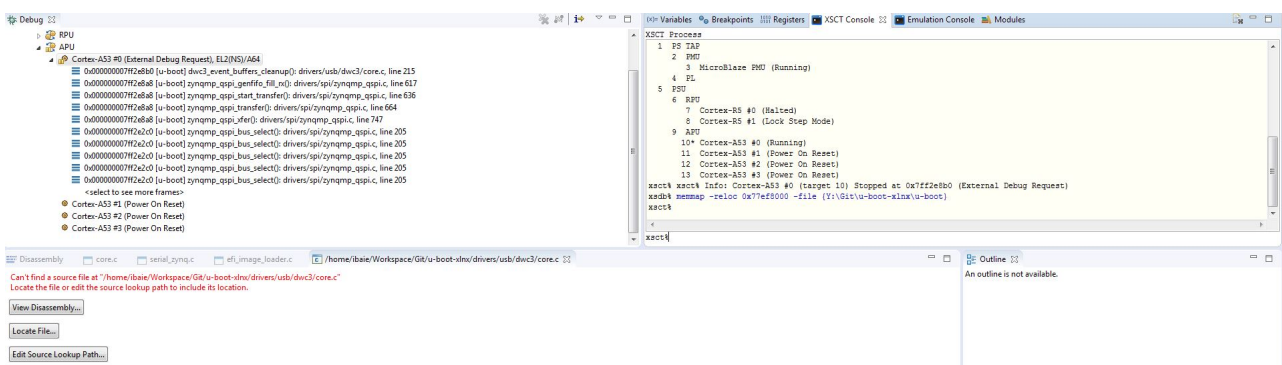 Debug
RPU
APU
Cortex-A53 #0 (External Debug Request), EL2(NS)/A64
0x000000007ff2e8b0 [u-boot] dwc3_event_buffers_cleanup(): drivers/usb/dwc3/core.c, line 215
0x000000007ff2e8a8 [u-boot] zynqmp_qspi_genfifo_fill_rx(): drivers/spi/zynqmp_qspi.c, line 617
0x000000007ff2e8a8 [u-boot] zynqmp_qspi_start_transfer(): drivers/spi/zynqmp_qspi.c, line 636
0x000000007ff2e8a8 [u-boot] zynqmp_qspi_transfer(): drivers/spi/zynqmp_qspi.c, line 664
0x000000007ff2e8a8 [u-boot] zynqmp_qspi_xfer(): drivers/spi/zynqmp_qspi.c, line 747
0x000000007ff2e2c0 [u-boot] zynqmp_qspi_bus_select(): drivers/spi/zynqmp_qspi.c, line 205
0x000000007ff2e2c0 [u-boot] zynqmp_qspi_bus_select(): drivers/spi/zynqmp_qspi.c, line 205
0x000000007ff2e2c0 [u-boot] zynqmp_qspi_bus_select(): drivers/spi/zynqmp_qspi.c, line 205
0x000000007ff2e2c0 [u-boot] zynqmp_qspi_bus_select(): drivers/spi/zynqmp_qspi.c, line 205
0x000000007ff2e2c0 [u-boot] zynqmp_qspi_bus_select(): drivers/spi/zynqmp_qspi.c, line 205
<select to see more frames>
Cortex-A53 #1 (Power On Reset)
Cortex-A53 #2 (Power On Reset)
Cortex-A53 #3 (Power On Reset)
(x)= Variables Breakpoints Registers XSCT Console Emulation Console Modules
XSCT Process
1 PS TAP
2 PMU
3 MicroBlaze PMU (Running)
4 PL
5 PSU
6 RPU
7 Cortex-R5 #0 (Halted)
8 Cortex-R5 #1 (Lock Step Mode)
9 APU
10* Cortex-A53 #0 (Running)
11 Cortex-A53 #1 (Power On Reset)
12 Cortex-A53 #2 (Power On Reset)
13 Cortex-A53 #3 (Power On Reset)
xsct% xsct% Info: Cortex-A53 #0 (target 10) Stopped at 0x7ff2e8b0 (External Debug Request)
xsdb% memmap -reloc 0x77ef8000 -file {Y:\Git\u-boot-xlnx\u-boot}
xsct%
xsct%
Disassembly core.c serial_zynq.c efi_image_loader.c /home/ibaie/Workspace/Git/u-boot-xlnx/drivers/usb/dwc3/core.c
Can't find a source file at "/home/ibaie/Workspace/Git/u-boot-xlnx/drivers/usb/dwc3/core.c"
Locate the file or edit the source lookup path to include its location.
View Disassembly...
Locate File...
Edit Source Lookup Path...
Outline
An outline is not available.